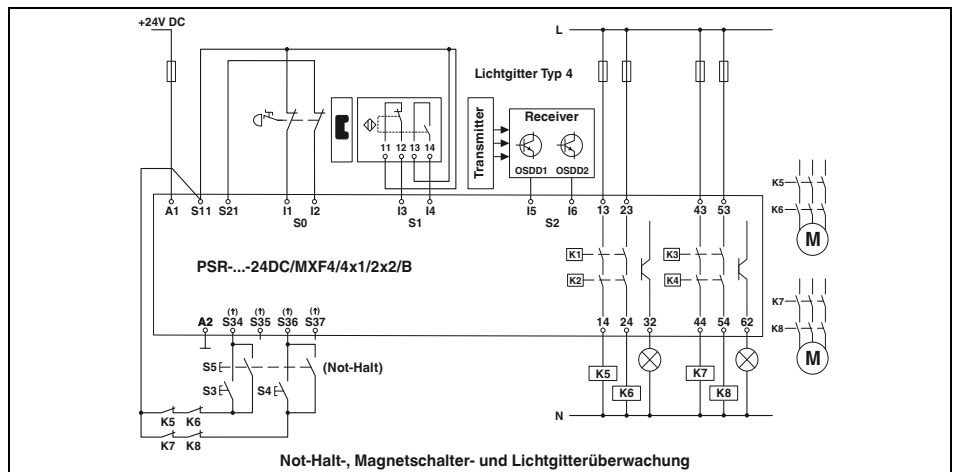 +24V DC
L
Lichtgitter Typ 4
Transmitter
Receiver
OSDD1 OSDD2
11 12 13 14
A1 S11 S21 I1 I2 I3 I4 I5 I6 13 23 43 53
S0 S1 S2
K5
K6
M
K1 K3
K2 K4
PSR-...-24DC/MXF4/4x1/2x2/B
K7
K8
M
(†) (†) (†) (†)
A2 S34 S35 S36 S37 14 24 32 44 54 62
S5 (Not-Halt)
S3 S4
K5 K7
K6 K8
K5 K6
N
K7 K8
Not-Halt-, Magnetschalter- und Lichtgitterüberwachung